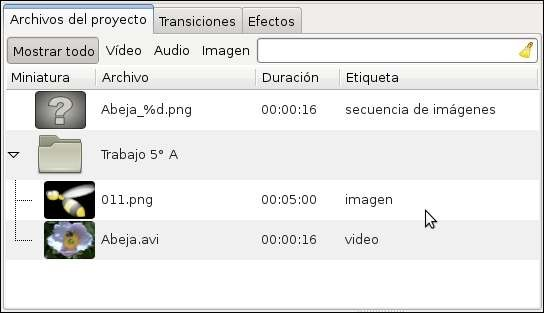 Archivos del proyecto Transiciones Efectos
Mostrar todo Vídeo Audio Imagen
Miniatura Archivo Duración Etiqueta
Abeja_%d.png 00:00:16 secuencia de imágenes
Trabajo 5° A
011.png 00:05:00 imagen
Abeja.avi 00:00:16 video